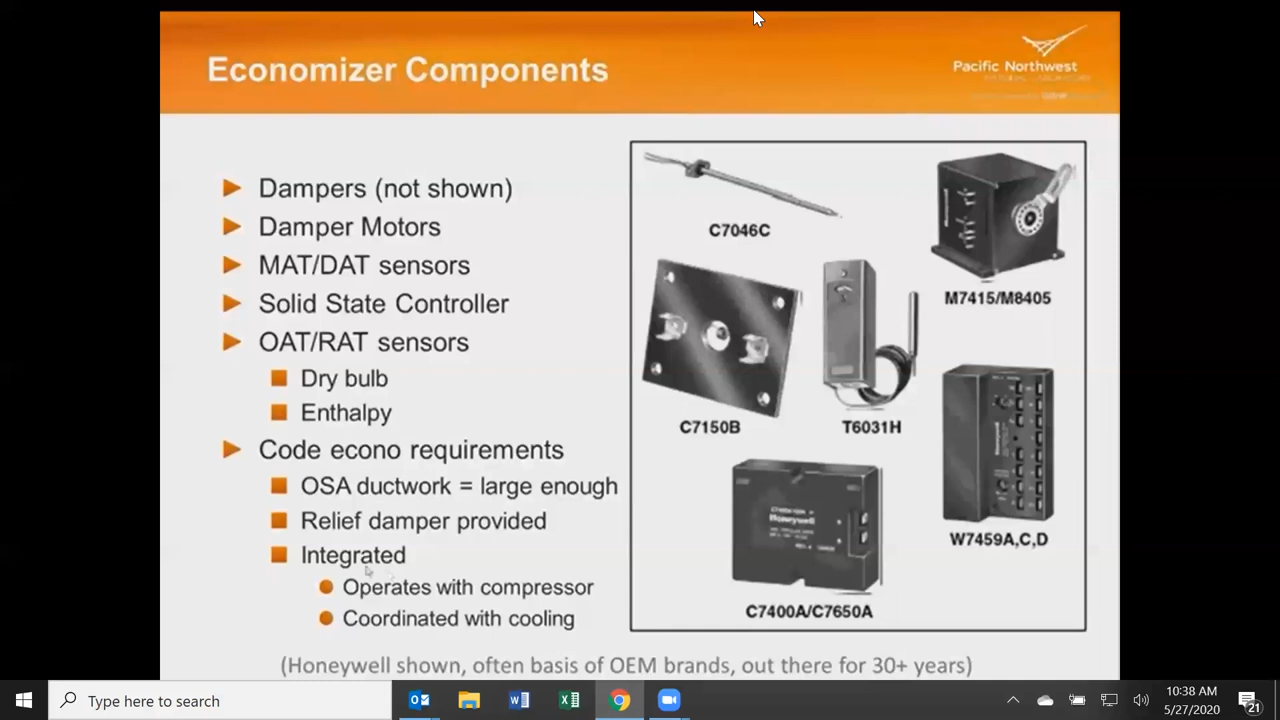 Economizer Components
Pacific Northwest
Dampers (not shown)
Damper Motors
MAT/DAT sensors
Solid State Controller
OAT/RAT sensors
Dry bulb
Enthalpy
Code econo requirements
OSA ductwork = large enough
Relief damper provided
Integrated
Operates with compressor
Coordinated with cooling
C7046C
M7415/M8405
C7150B
T6031H
W7459A,C,D
Honeywell
C7400A/C7650A
(Honeywell shown, often basis of OEM brands, out there for 30+ years)
Type here to search
10:38 AM
5/27/2020
21